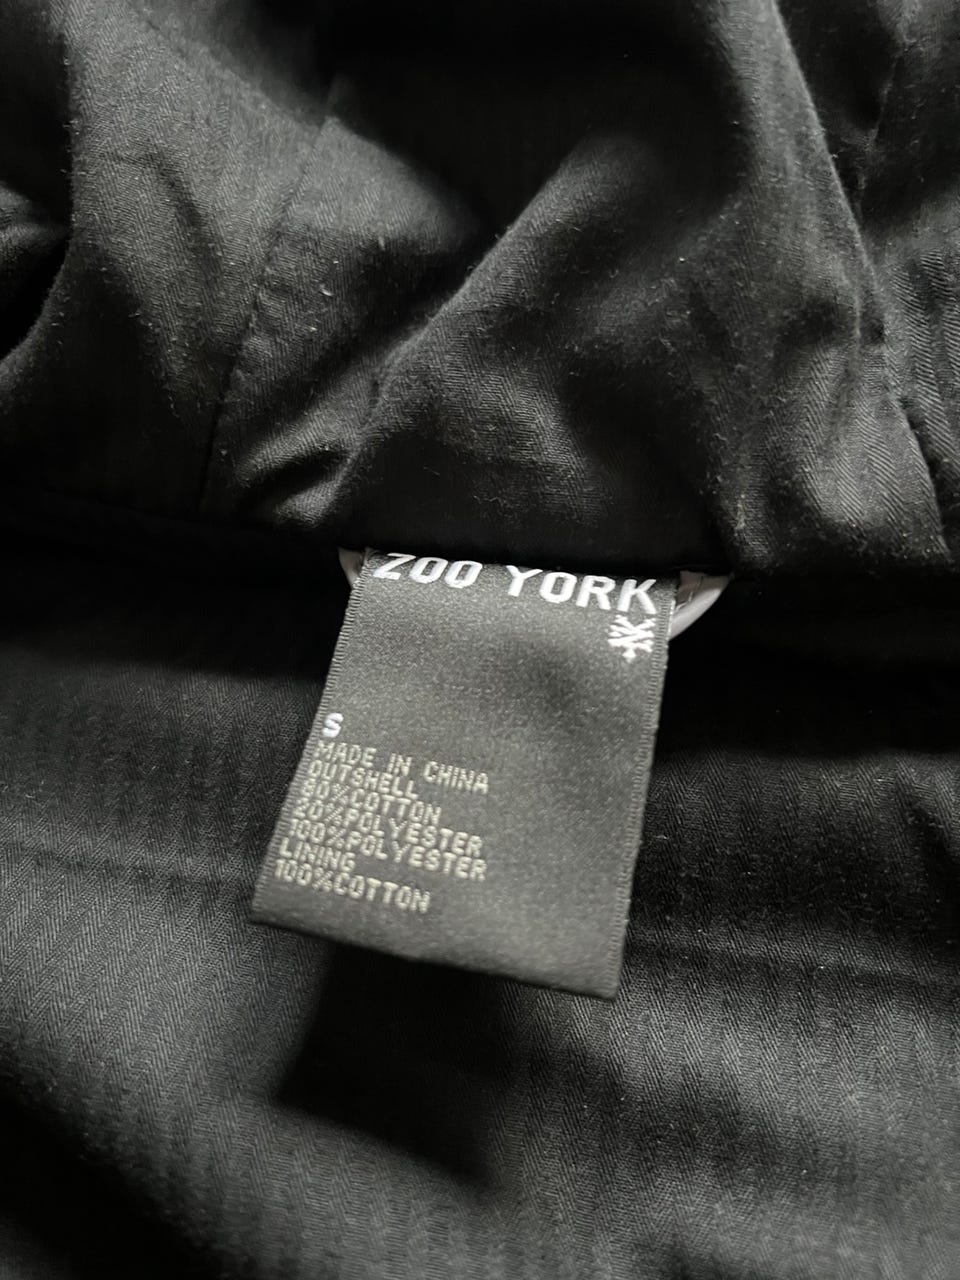 ZOO YORK
S
MADE IN CHINA
OUTSHELL
80%COTTON
20%POLYESTER
100%POLYESTER
LINING
100%COTTON